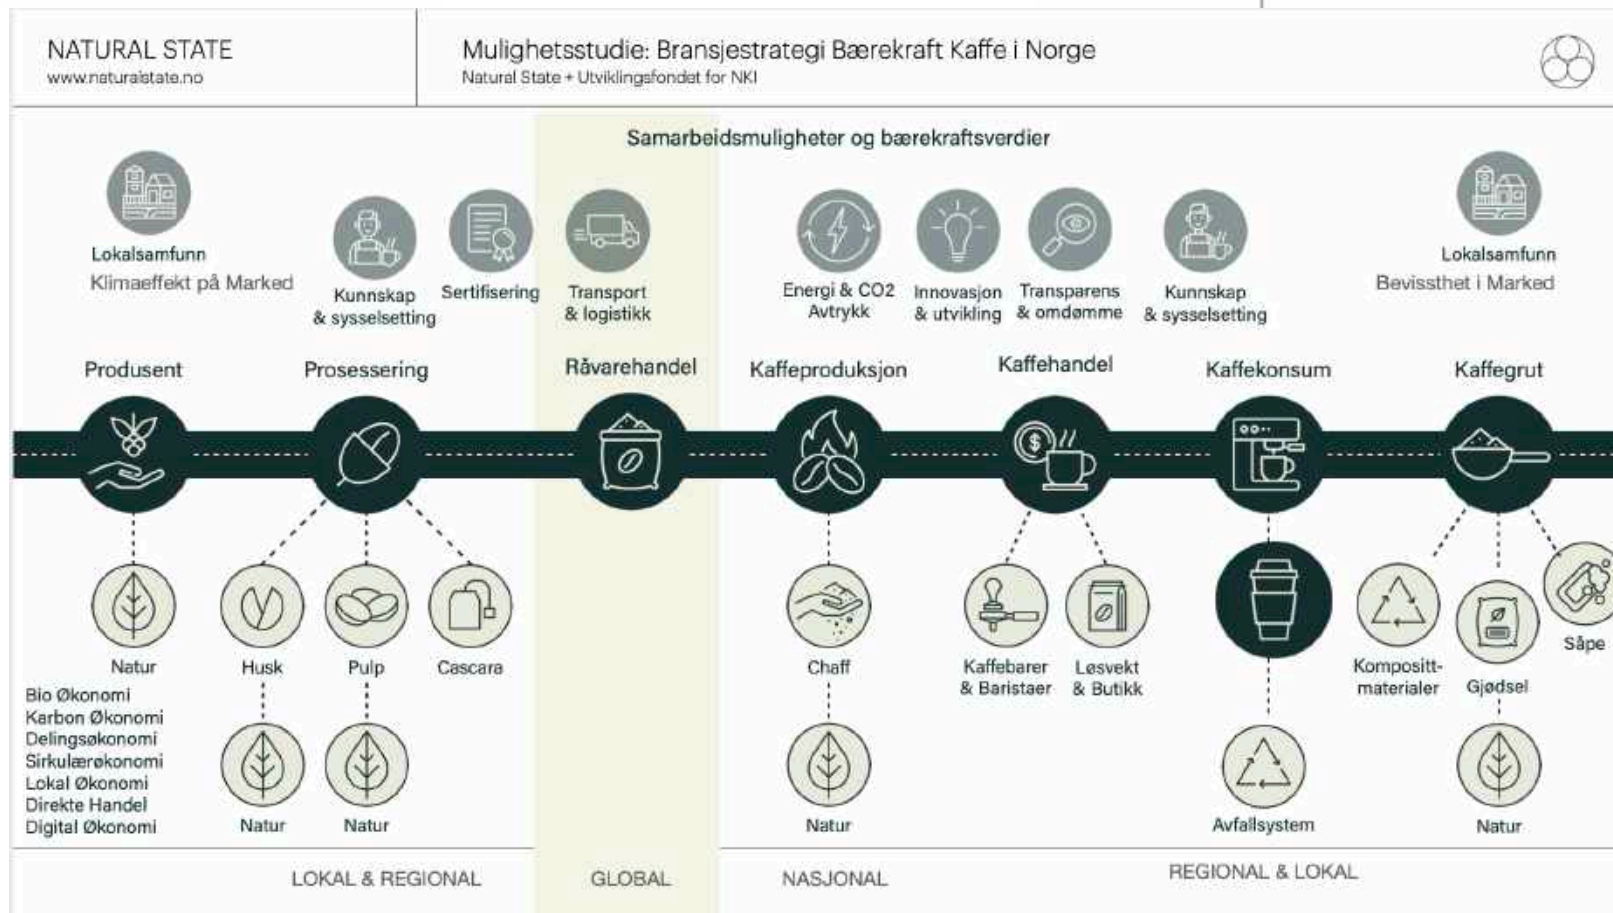 NATURAL STATE
www.naturalstate.no
Mulighetsstudie: Bransjestrategi Bærekraft Kaffe i Norge
Natural State + Utviklingsfondet for NKI
Samarbeidsmuligheter og bærekraftsverdier
Lokalsamfunn
Klimaeffekt på Marked
Kunnskap
& sysselsetting
Sertifisering
Transport
& logistikk
Energi & CO2
Avtrykk
Innovasjon
& utvikling
Transparens
& omdømme
Kunnskap
& sysselsetting
Lokalsamfunn
Bevissthet i Marked
Produsent
Prosessering
Råvarehandel
Kaffeproduksjon
Kaffehandel
Kaffekonsum
Kaffegrut
Natur
Husk
Pulp
Cascara
Chaff
Kaffebarer
& Baristaer
Løsvekt
& Butikk
Kompositt-
materialer
Gjødsel
Såpe
Bio Økonomi
Karbon Økonomi
Delingsøkonomi
Sirkulærøkonomi
Lokal Økonomi
Direkte Handel
Digital Økonomi
Natur
Natur
Natur
Avfallsystem
Natur
LOKAL & REGIONAL
GLOBAL
NASJONAL
REGIONAL & LOKAL